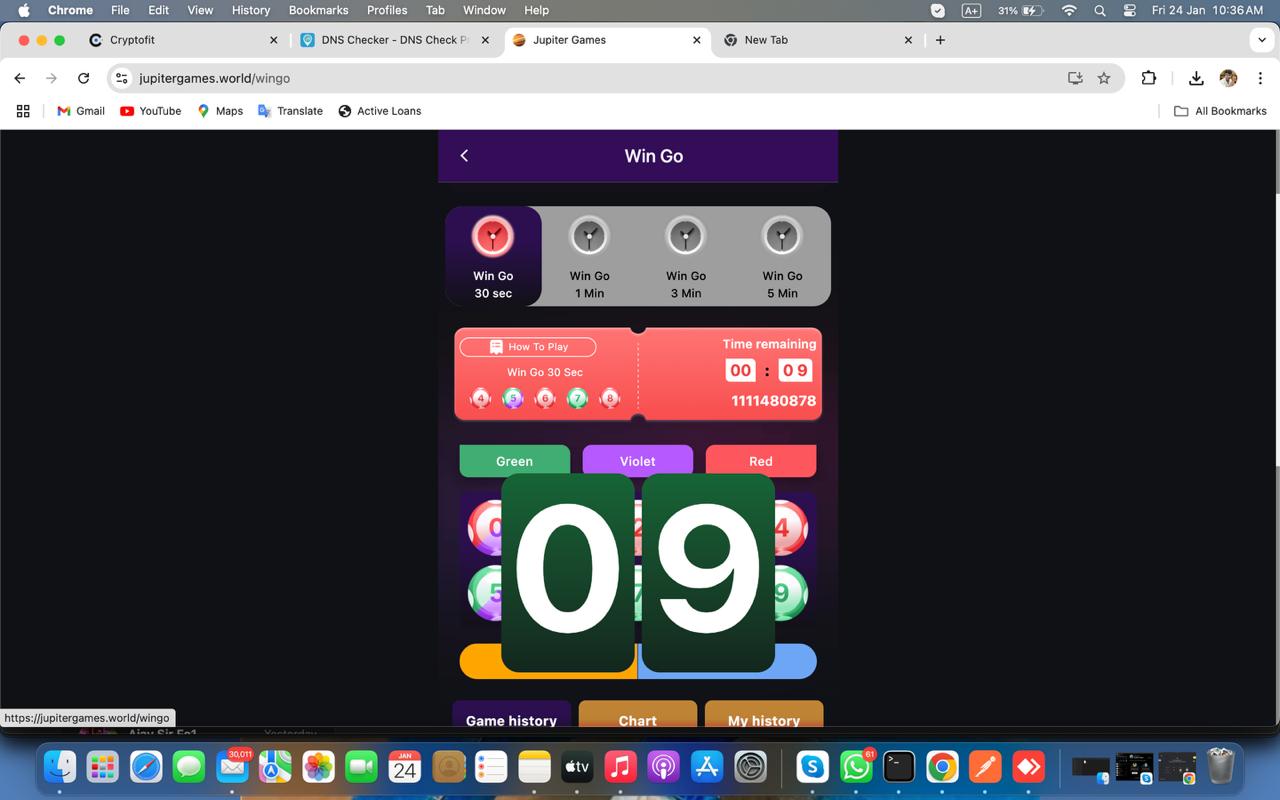 Chrome File Edit View History Bookmarks Profiles Tab Window Help A+ 31% Fri 24 Jan 10:36 AM
Cryptofit DNS Checker - DNS Check P Jupiter Games New Tab
jupitergames.world/wingo
Gmail YouTube Maps Translate Active Loans All Bookmarks
Win Go
Win Go Win Go Win Go Win Go
30 sec 1 Min 3 Min 5 Min
How To Play Time remaining
Win Go 30 Sec 00 : 0 9
4 5 6 7 8 1111480878
Green Violet Red
0 2 4
5 7 9
09
Game history Chart My history
https://jupitergames.world/wingo
Yesterday
30,011 JAN 24 tv 61